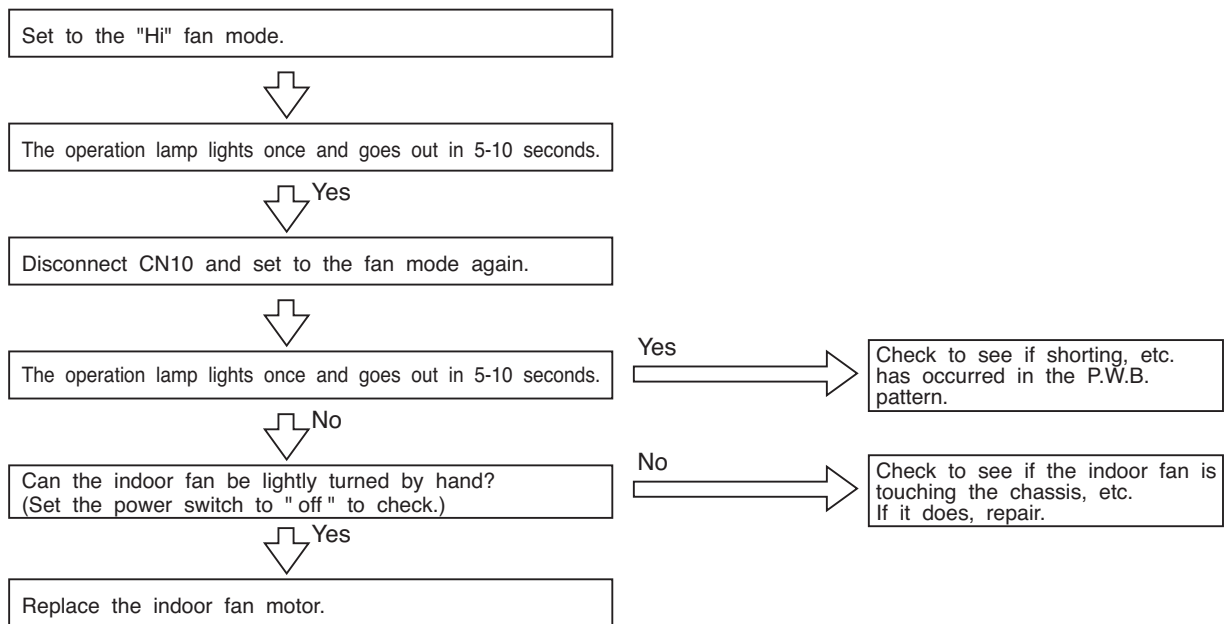 Set to the "Hi" fan mode.
The operation lamp lights once and goes out in 5-10 seconds.
Yes
Disconnect CN10 and set to the fan mode again.
The operation lamp lights once and goes out in 5-10 seconds.
Yes
Check to see if shorting, etc.
has occurred in the P.W.B.
pattern.
No
Can the indoor fan be lightly turned by hand?
(Set the power switch to "off" to check.)
No
Check to see if the indoor fan is
touching the chassis, etc.
If it does, repair.
Yes
Replace the indoor fan motor.